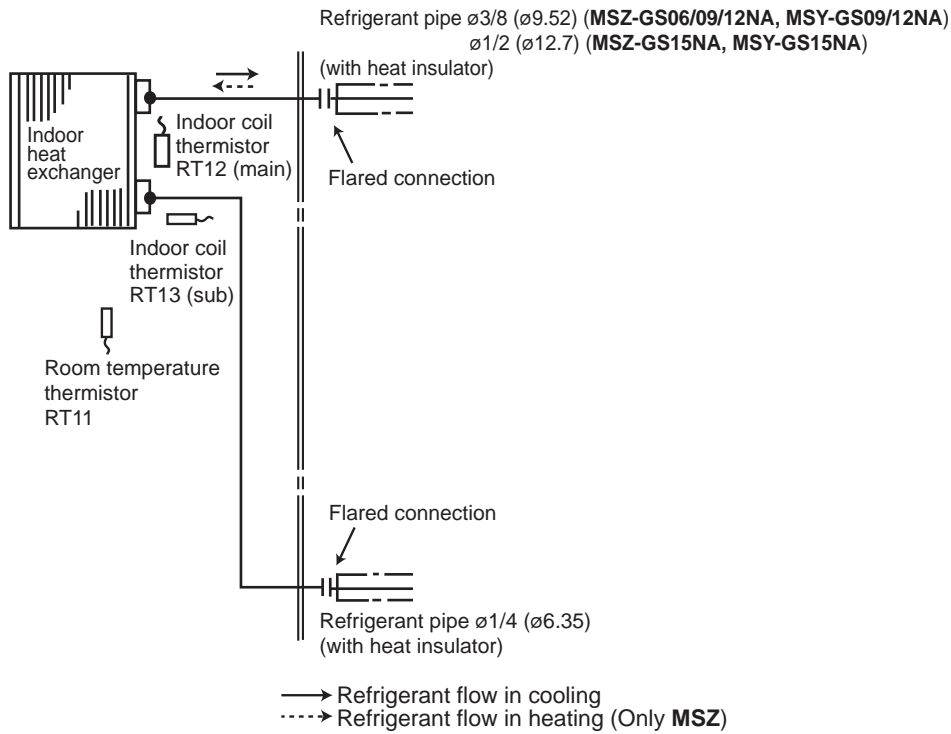 Refrigerant pipe ø3/8 (ø9.52) (MSZ-GS06/09/12NA, MSY-GS09/12NA)
ø1/2 (ø12.7) (MSZ-GS15NA, MSY-GS15NA)
(with heat insulator)
Indoor
heat
exchanger
Indoor coil
thermistor
RT12 (main)
Flared connection
Indoor coil
thermistor
RT13 (sub)
Room temperature
thermistor
RT11
Flared connection
Refrigerant pipe ø1/4 (ø6.35)
(with heat insulator)
Refrigerant flow in cooling
Refrigerant flow in heating (Only MSZ)